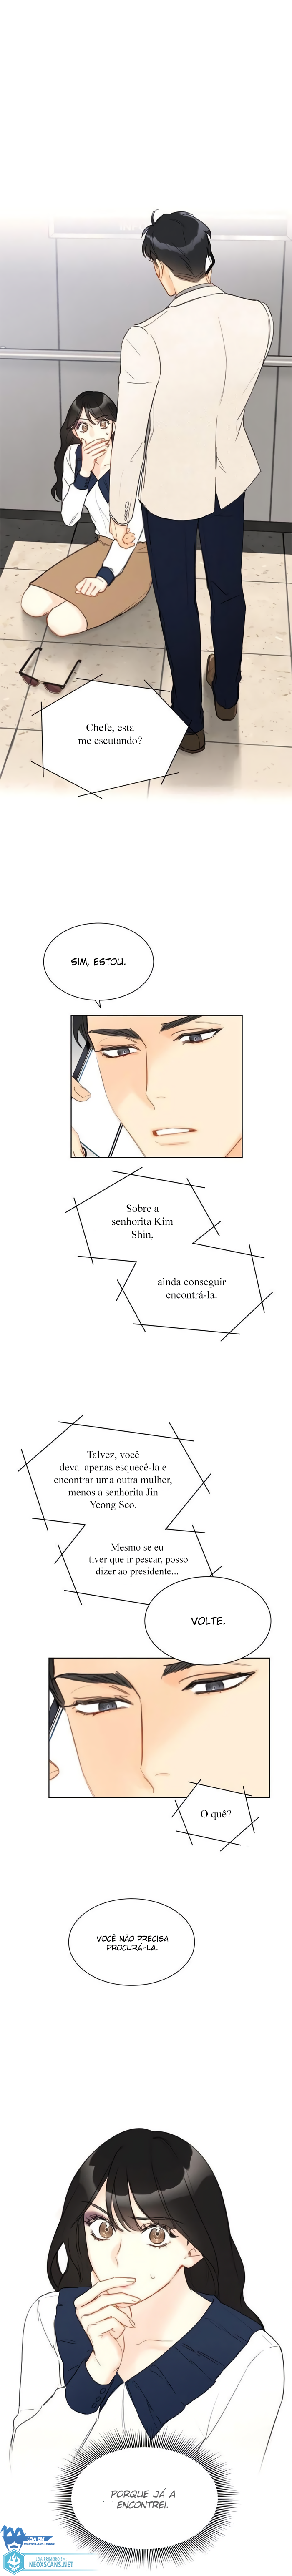 Chefe, esta
me escutando?
SIM, ESTOU.
Sobre a
senhorita Kim
Shin,
ainda conseguir
encontrá-la.
Talvez, você
deva apenas esquecê-la e
encontrar uma outra mulher,
menos a senhorita Jin
Yeong Seo.
Mesmo se eu
tiver que ir pescar, posso
dizer ao presidente...
VOLTE.
O quê?
VOCÊ NÃO PRECISA
PROCURÁ-LA.
PORQUE JÁ A
ENCONTREI.
LEIA EM
NEOXSCANS.NET